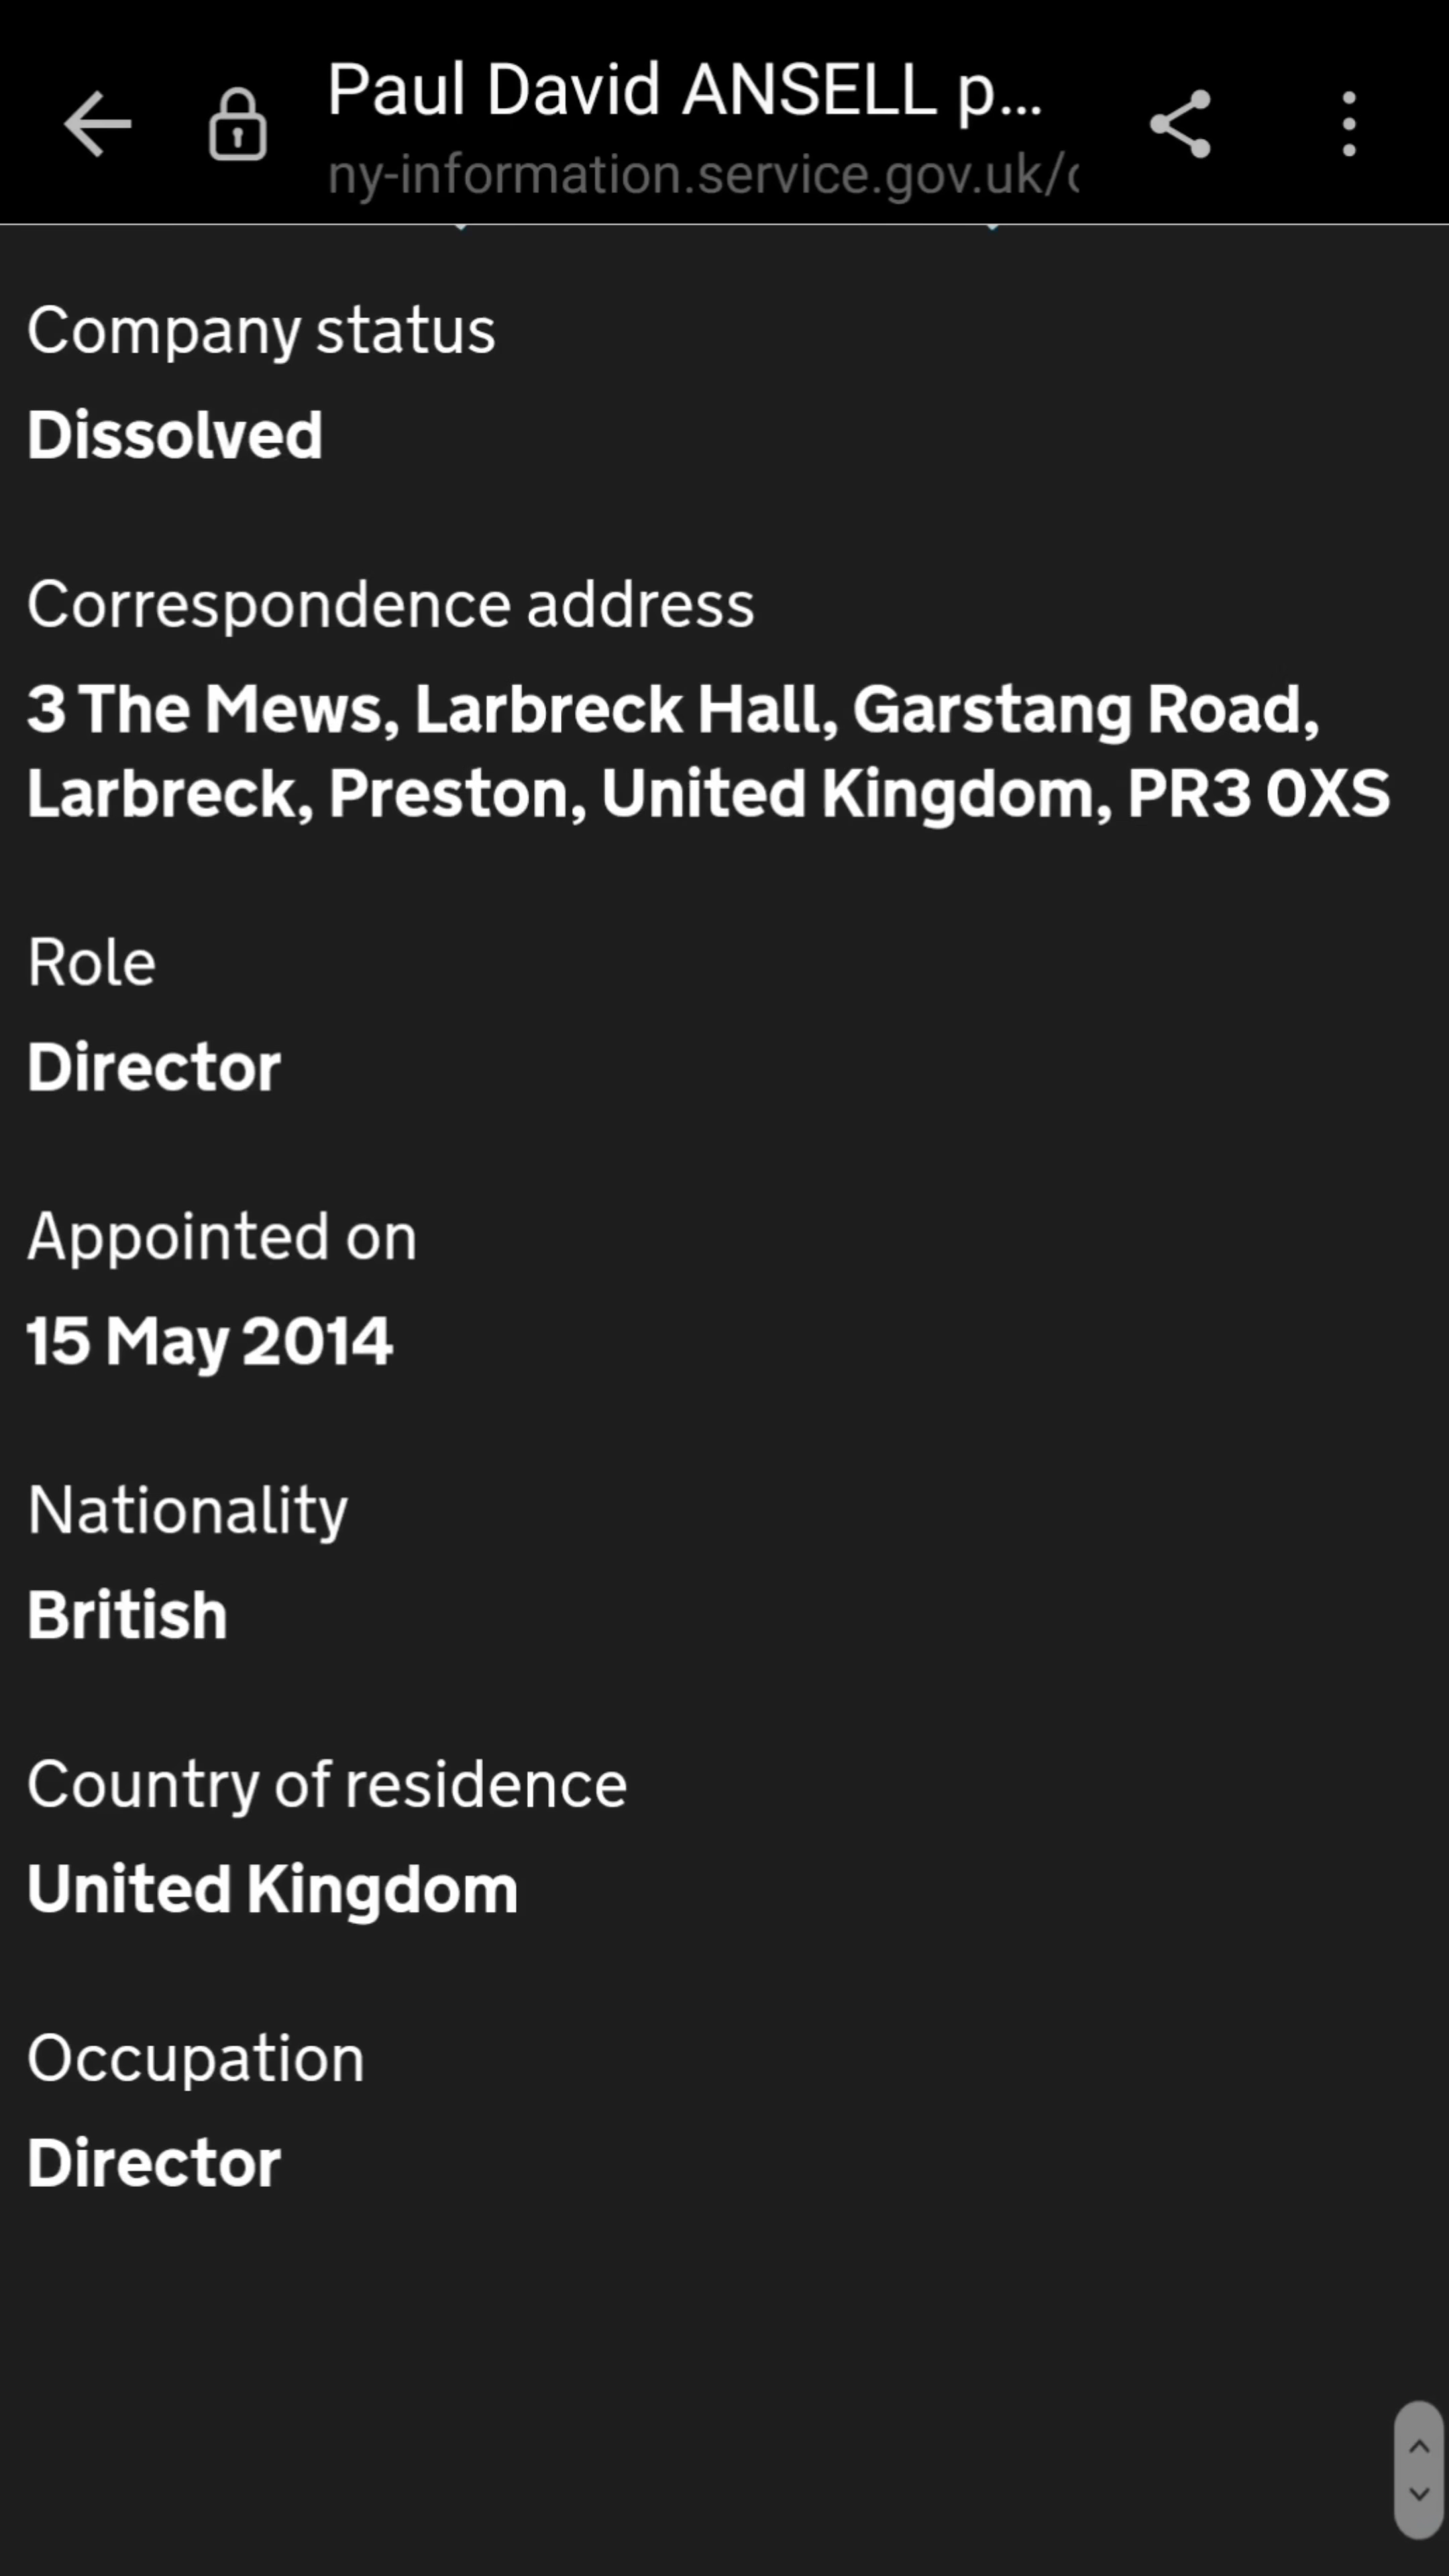 Paul David ANSELL p...
ny-information.service.gov.uk/
Company status
Dissolved
Correspondence address
3 The Mews, Larbreck Hall, Garstang Road,
Larbreck, Preston, United Kingdom, PR3 0XS
Role
Director
Appointed on
15 May 2014
Nationality
British
Country of residence
United Kingdom
Occupation
Director